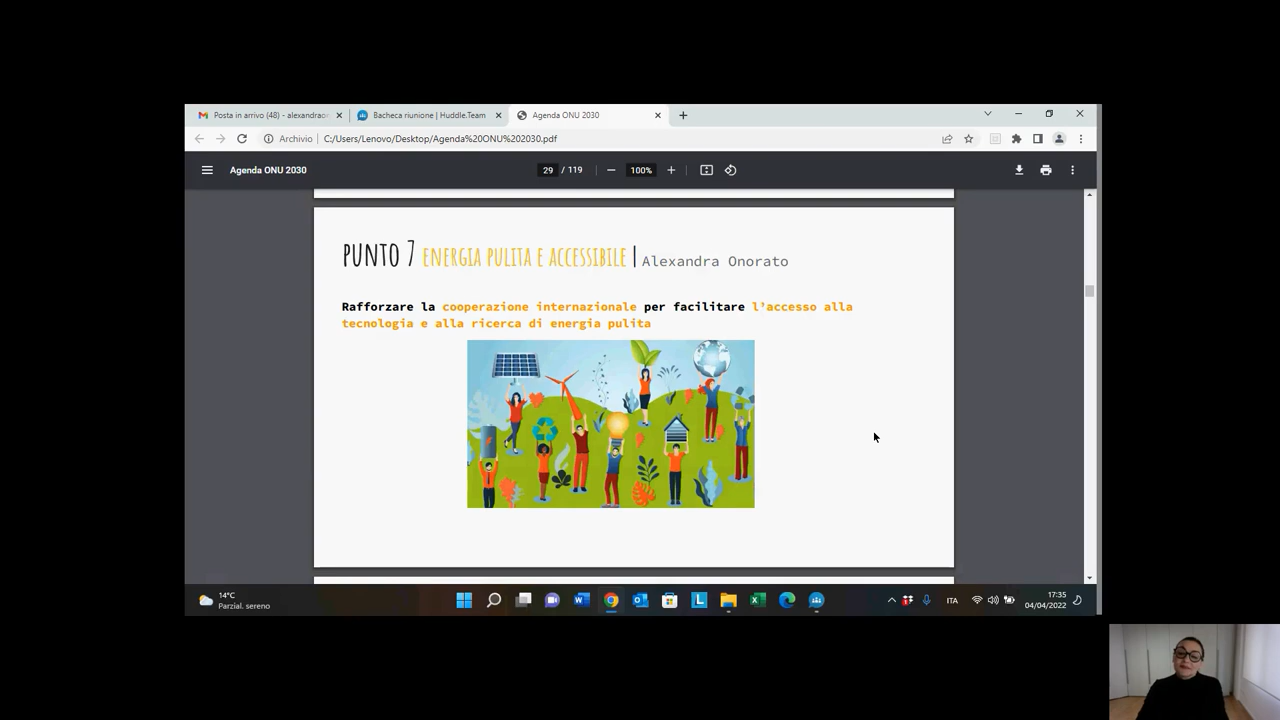 Posta in arrivo (48) - alexandrao
Bacheca riunione | Huddle.Team
Agenda ONU 2030
Archivio
C:/Users/Lenovo/Desktop/Agenda%20ONU%202030.pdf
Agenda ONU 2030
29 / 119
100%
PUNTO 7 ENERGIA PULITA E ACCESSIBILE | Alexandra Onorato
Rafforzare la cooperazione internazionale per facilitare l'accesso alla
tecnologia e alla ricerca di energia pulita
14°C
Parzial. sereno
ITA
17:35
04/04/2022